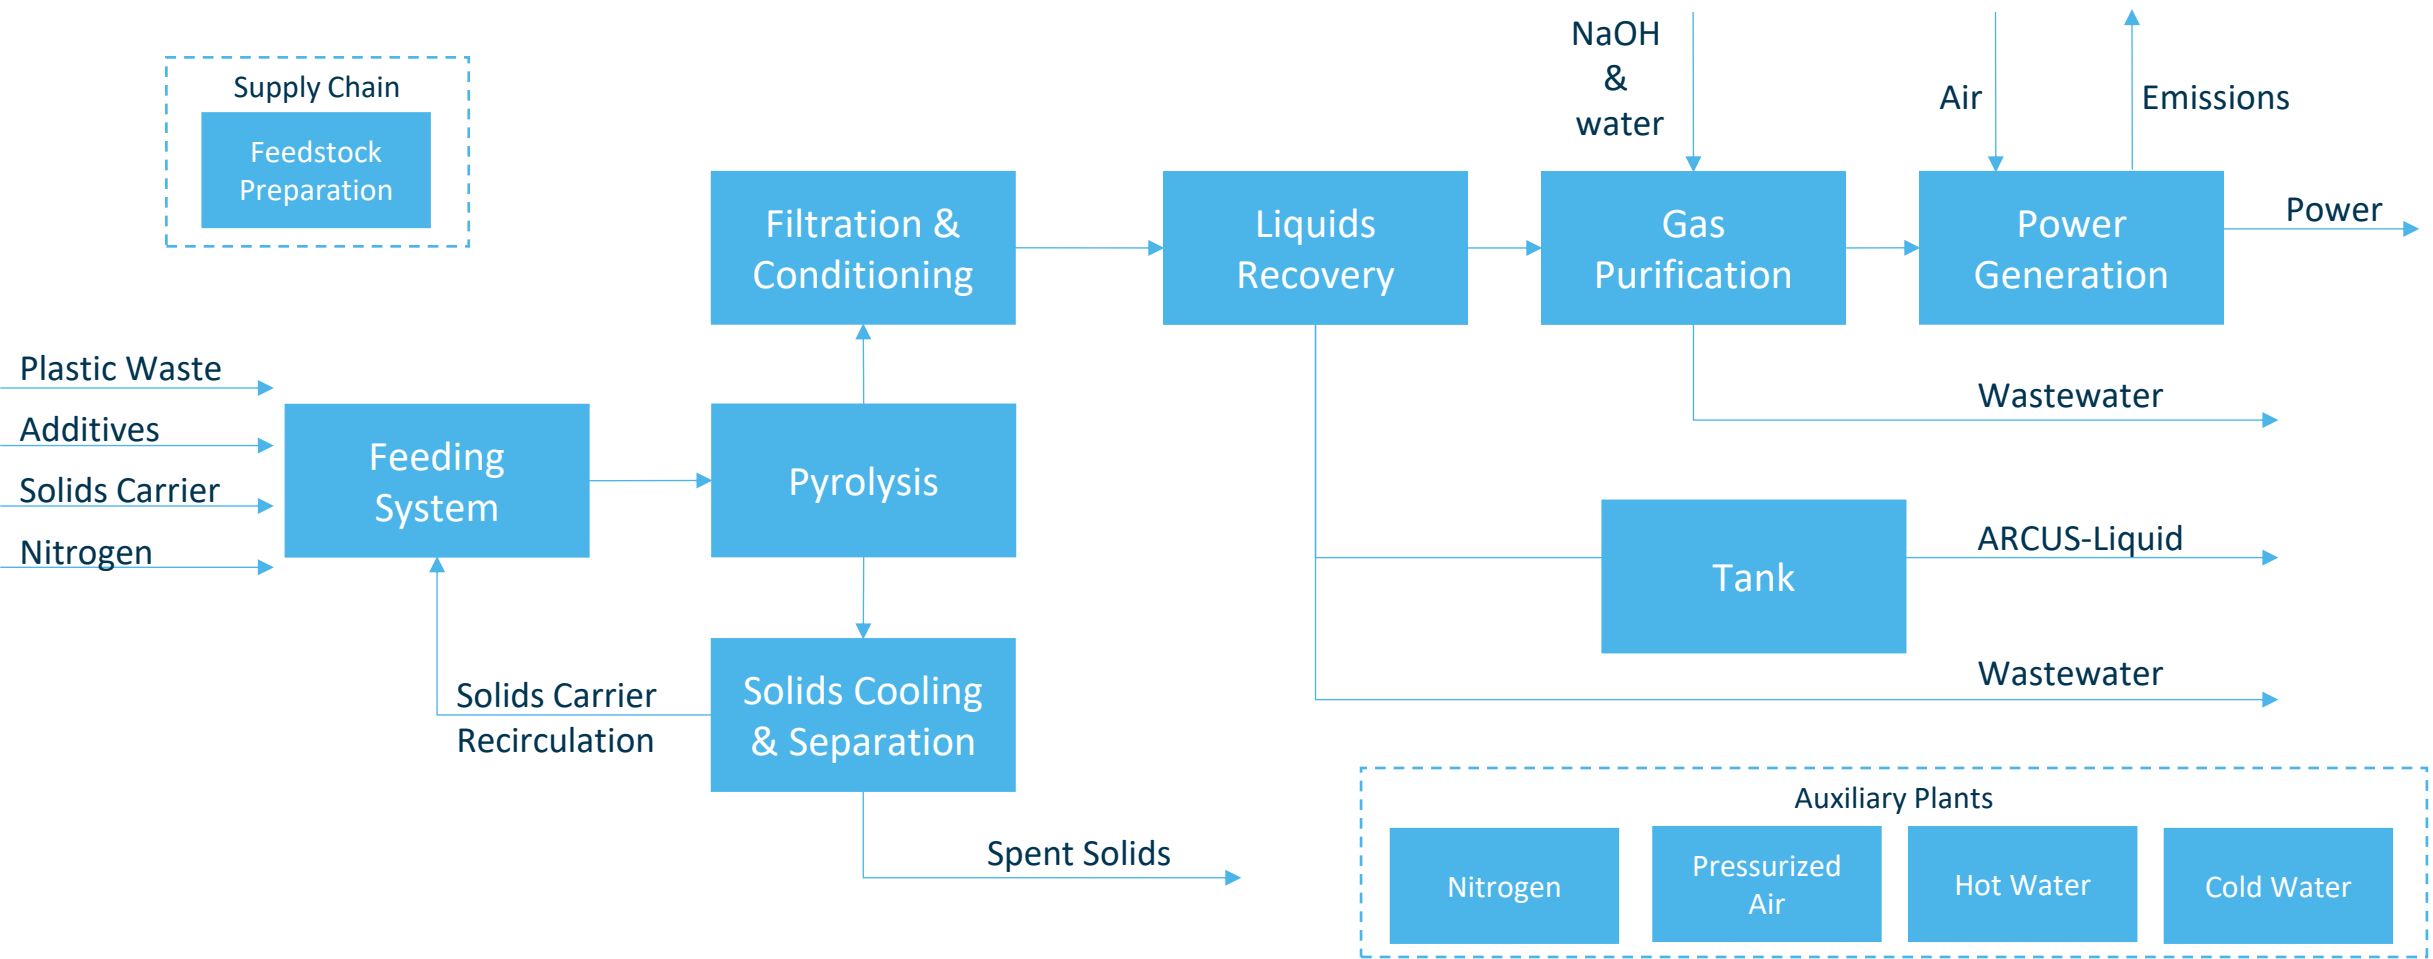 NaOH
&
water
Air
Emissions
Supply Chain
Feedstock
Preparation
Filtration &
Conditioning
Liquids
Recovery
Gas
Purification
Power
Generation
Power
Plastic Waste
Additives
Solids Carrier
Nitrogen
Feeding
System
Pyrolysis
Wastewater
Tank
ARCUS-Liquid
Wastewater
Solids Carrier
Recirculation
Solids Cooling
& Separation
Spent Solids
Auxiliary Plants
Nitrogen
Pressurized
Air
Hot Water
Cold Water